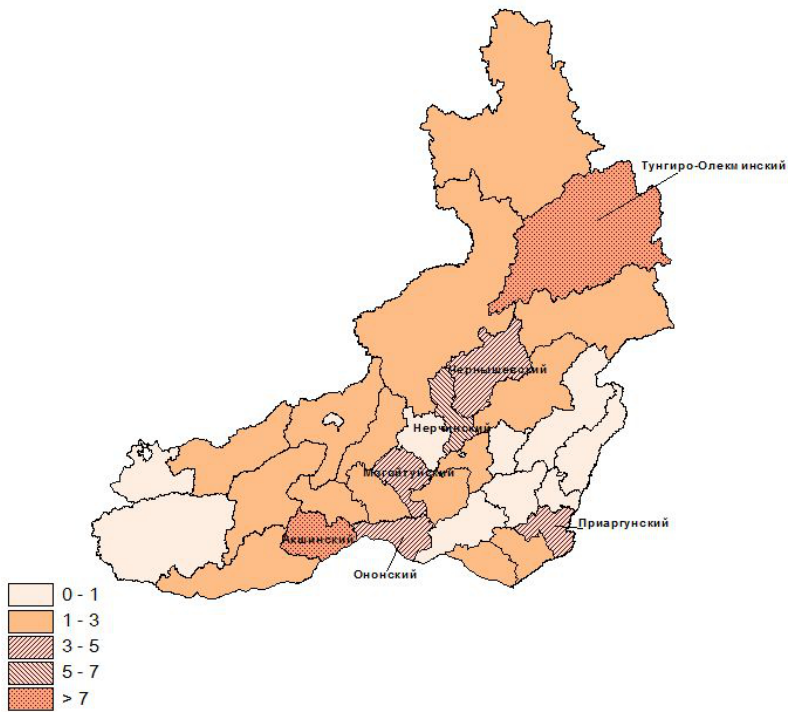 Тунгиро-Олекминский
Чернышевский
Нерчинский
Могойтуйский
Приаргунский
Акшинский
Ононский
0 - 1
1 - 3
3 - 5
5 - 7
> 7